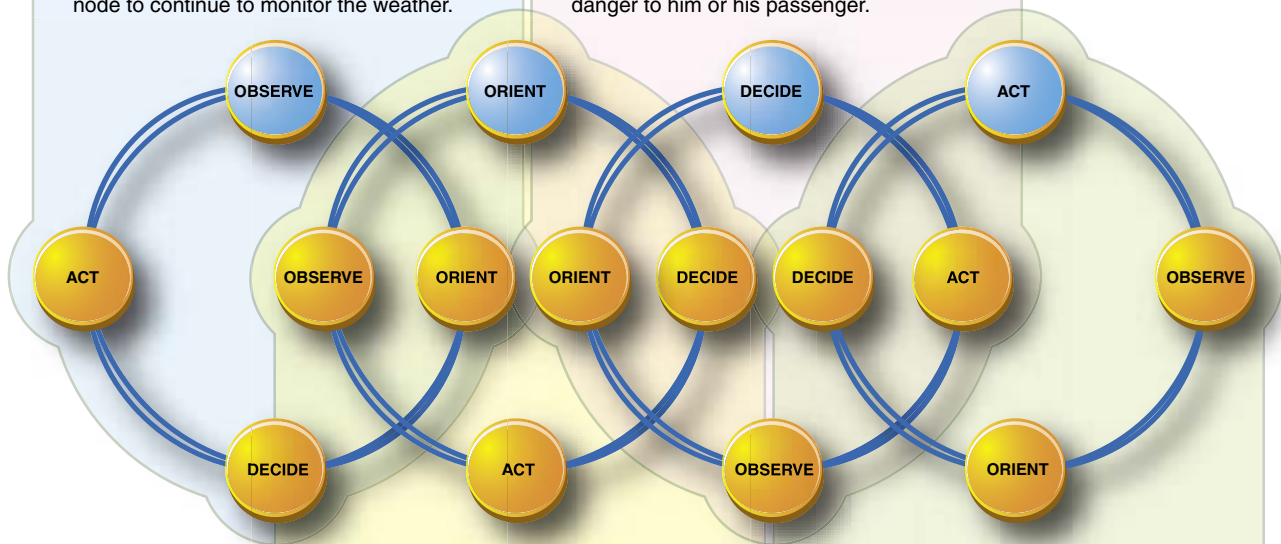 node to continue to monitor the weather.
danger to him or his passenger.
OBSERVE
ORIENT
DECIDE
ACT
ACT
OBSERVE
ORIENT
ORIENT
DECIDE
DECIDE
ACT
OBSERVE
DECIDE
ACT
OBSERVE
ORIENT